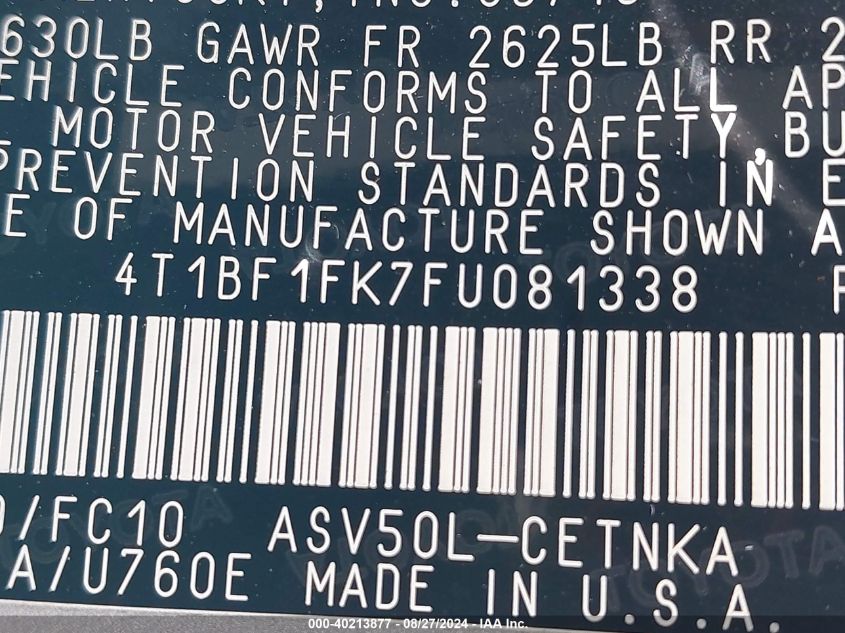 630LB GAWR FR 2625LB RR 2
EHICLE CONFORMS TO ALL AP
MOTOR VEHICLE SAFETY, BU
PREVENTION STANDARDS IN E
E OF MANUFACTURE SHOWN A
4T1BF1FK7FU081338
/FC10 ASV50L-CETNKA
A/U760E MADE IN U.S.A.
000-40213877 - 08/27/2024 - IAA Inc.